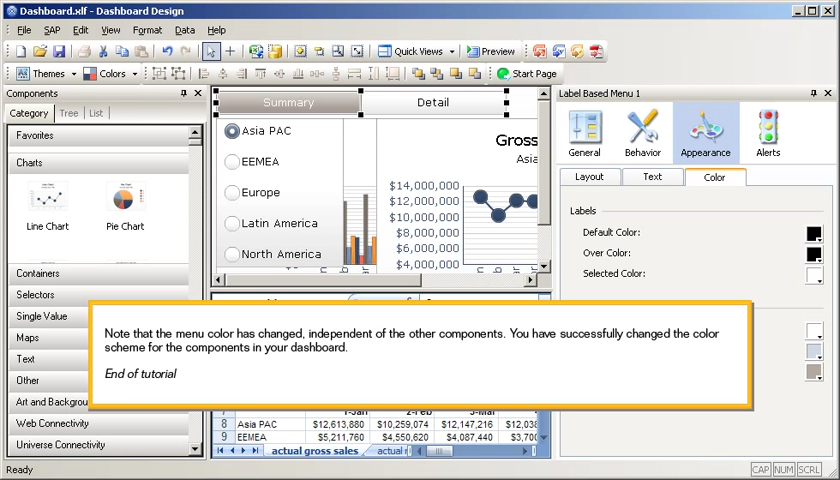 Dashboard.xlf - Dashboard Design
File SAP Edit View Format Data Help
Quick Views Preview
Themes Colors Start Page
Components
Category Tree List
Favorites
Charts
Line Chart Pie Chart
Containers
Selectors
Single Value
Maps
Text
Other
Art and Backgrou
Web Connectivity
Universe Connectivity
Summary Detail
Asia PAC
EEMEA
Europe
Latin America
North America
Gross
Asia
$14,000,000
$12,000,000
$10,000,000
$8,000,000
$6,000,000
$4,000,000
Label Based Menu 1
General Behavior Appearance Alerts
Layout Text Color
Labels
Default Color:
Over Color:
Selected Color:
Note that the menu color has changed, independent of the other components. You have successfully changed the color
scheme for the components in your dashboard.
End of tutorial
7 1-Jan 2-Feb 3-Mar
8 Asia PAC $12,613,880 $10,259,074 $12,147,216 $12,038
9 EEMEA $5,211,760 $4,550,620 $4,087,440 $3,700
actual gross sales actual
Ready
CAP NUM SCRL